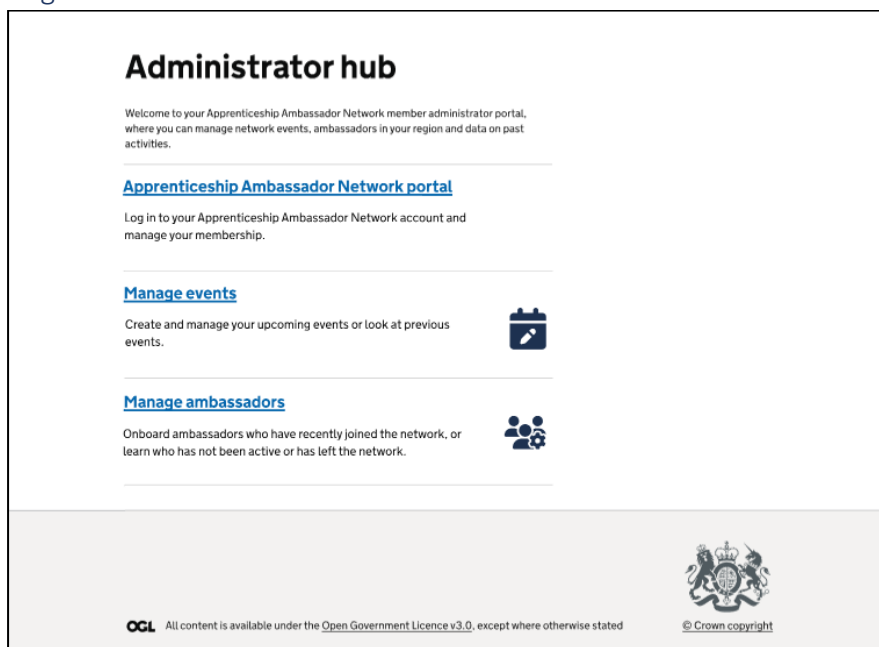 Administrator hub
Welcome to your Apprenticeship Ambassador Network member administrator portal,
where you can manage network events, ambassadors in your region and data on past
activities.
Apprenticeship Ambassador Network portal
Log in to your Apprenticeship Ambassador Network account and
manage your membership.
Manage events
Create and manage your upcoming events or look at previous
events.
Manage ambassadors
Onboard ambassadors who have recently joined the network, or
learn who has not been active or has left the network.
OGL All content is available under the Open Government Licence v3.0, except where otherwise stated
© Crown copyright